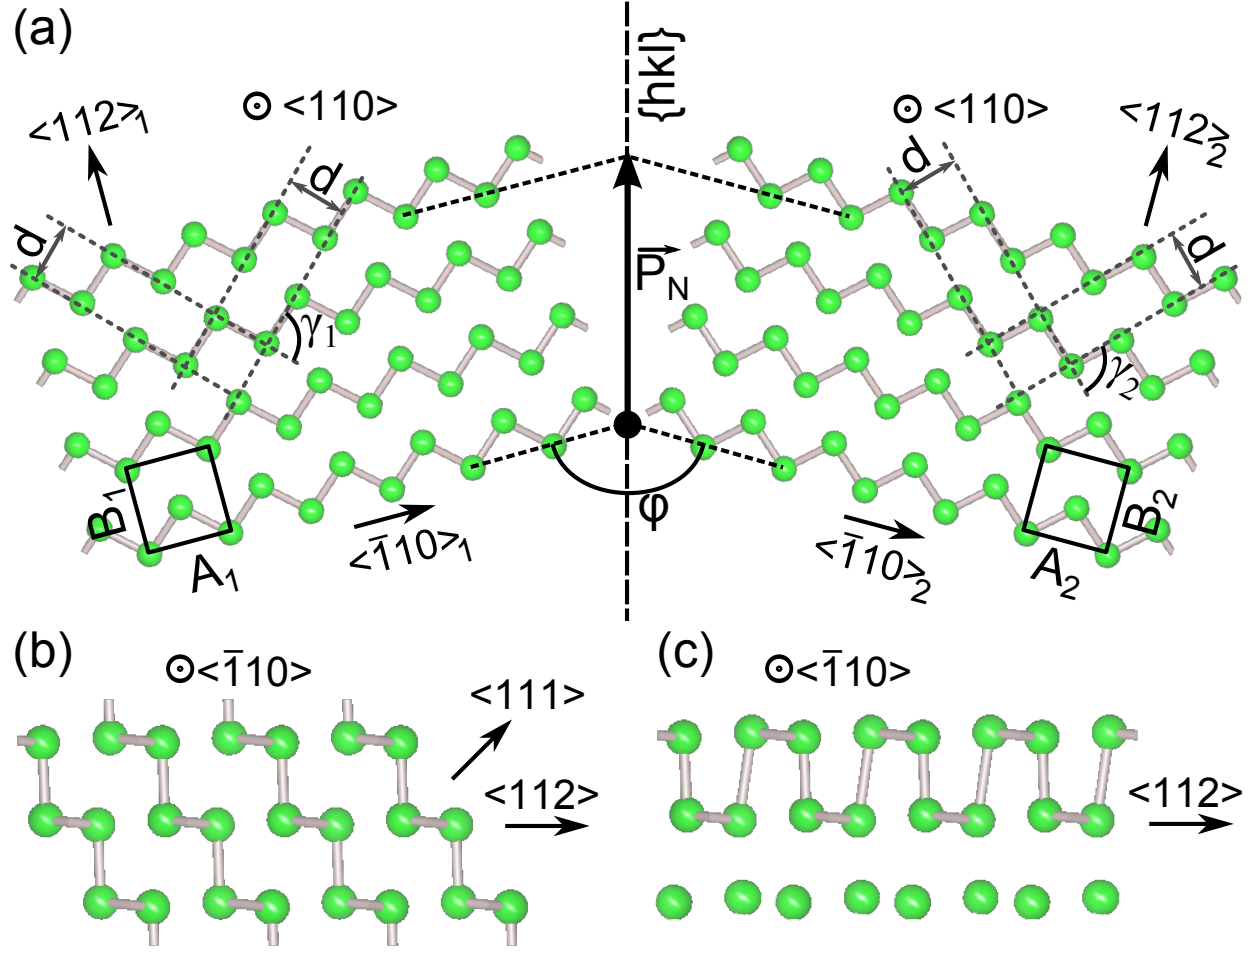 (a)
{hkl}
<112>1
⊙ <110>
d
d
⊙ <110>
<112>2
d
d
PN
γ1
γ2
B1
A1
<1̅10>1
φ
<1̅10>2
A2
B2
(b)
⊙<1̅10>
<111>
<112>
(c)
⊙<1̅10>
<112>